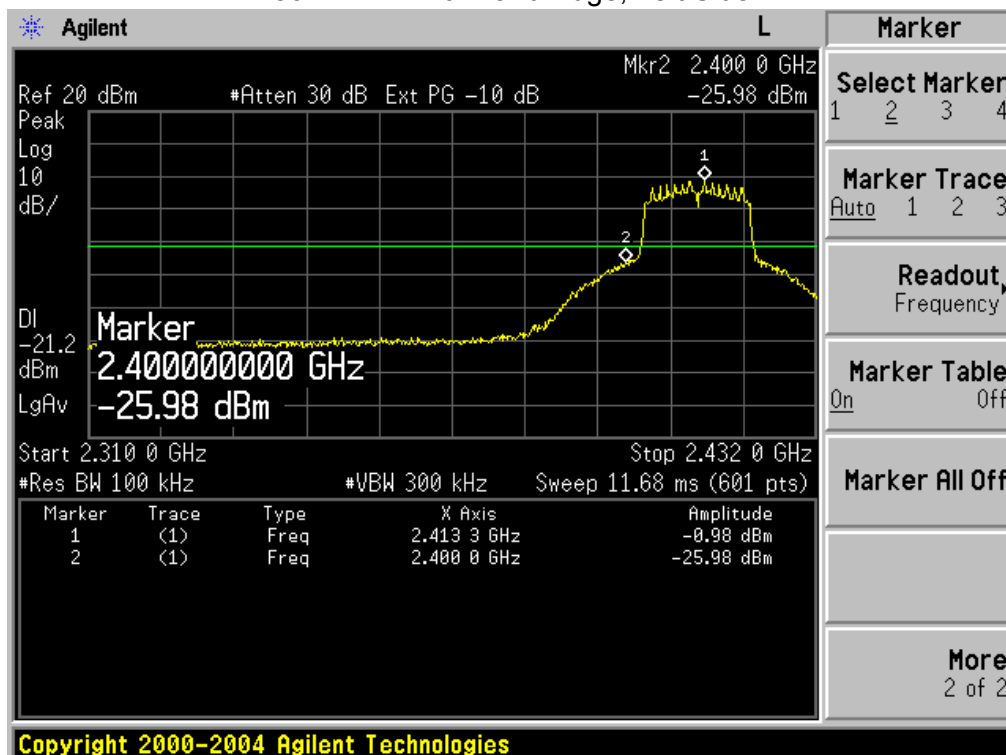 Agilent L Marker
Mkr2 2.400 0 GHz
Ref 20 dBm #Atten 30 dB Ext PG -10 dB -25.98 dBm
Peak
Log
10
dB/
1
2
DI
-21.2
dBm
LgAv
Marker
2.400000000 GHz
-25.98 dBm
Start 2.310 0 GHz Stop 2.432 0 GHz
#Res BW 100 kHz #VBW 300 kHz Sweep 11.68 ms (601 pts)
Marker Trace Type X Axis Amplitude
1 (1) Freq 2.413 3 GHz -0.98 dBm
2 (1) Freq 2.400 0 GHz -25.98 dBm
Select Marker
1 2 3 4
Marker Trace
Auto 1 2 3
Readout
Frequency
Marker Table
On Off
Marker All Off
More
2 of 2
Copyright 2000-2004 Agilent Technologies